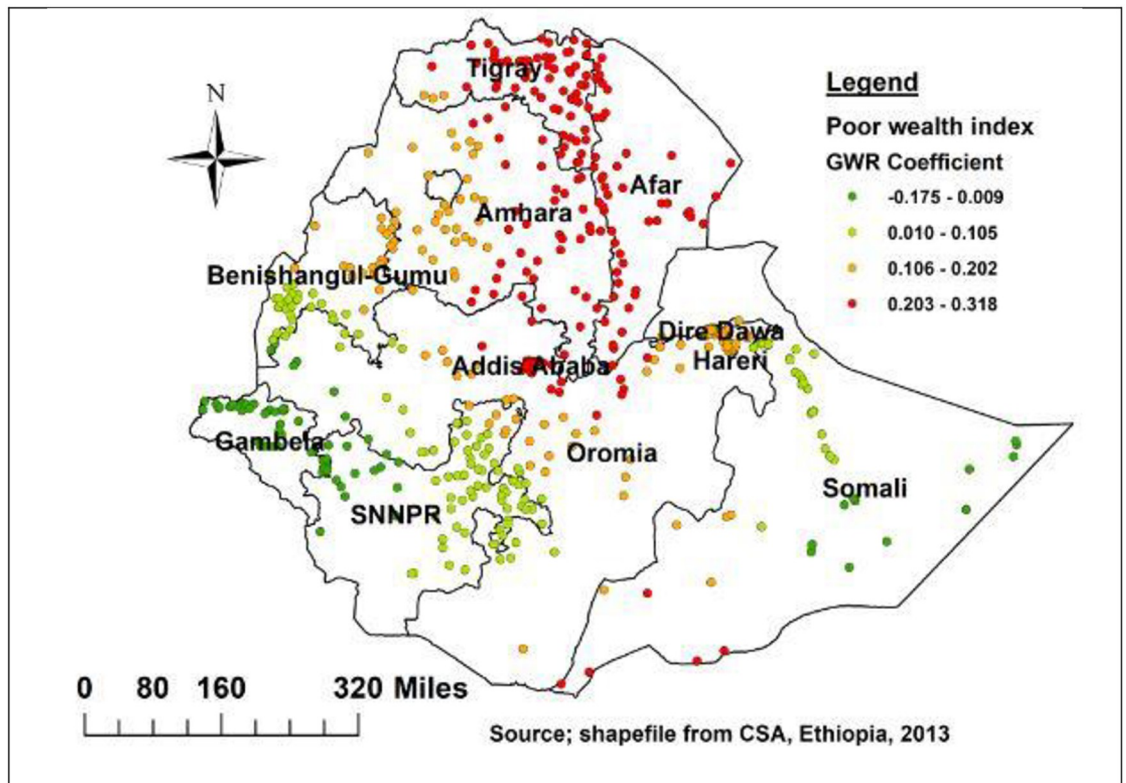 N
Tigray
Afar
Amhara
Benishangul-Gumu
Dire Dawa
Hareri
Addis Ababa
Gambela
Oromia
SNNPR
Somali
Legend
Poor wealth index
GWR Coefficient
-0.175 - 0.009
0.010 - 0.105
0.106 - 0.202
0.203 - 0.318
0 80 160 320 Miles
Source; shapefile from CSA, Ethiopia, 2013